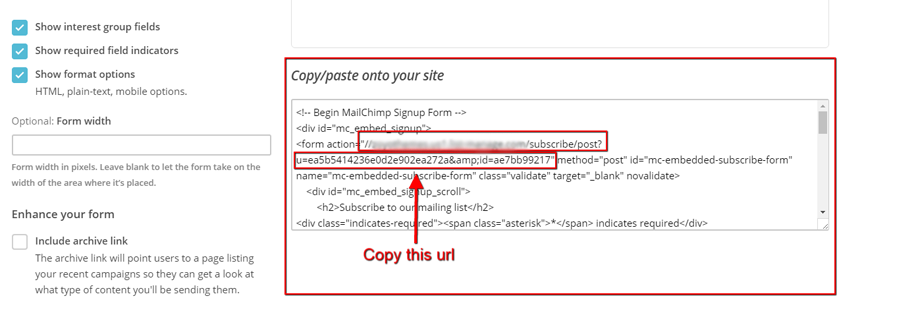 Show interest group fields
Show required field indicators
Show format options
HTML, plain-text, mobile options.
Optional: Form width
Form width in pixels. Leave blank to let the form take on the
width of the area where it's placed.
Enhance your form
Include archive link
The archive link will point users to a page listing
your recent campaigns so they can get a look at
what type of content you'll be sending them.
Copy/paste onto your site
<!-- Begin MailChimp Signup Form -->
<div id="mc_embed_signup">
<form action="///subscribe/post?
u=ea5b5414236e0d2e902ea272a&amp;id=ae7bb99217" method="post" id="mc-embedded-subscribe-form"
name="mc-embedded-subscribe-form" class="validate" target="_blank" novalidate>
<div id="mc_embed_signup_scroll">
<h2>Subscribe to our mailing list</h2>
<div class="indicates-required"><span class="asterisk">*</span> indicates required</div>
Copy this url